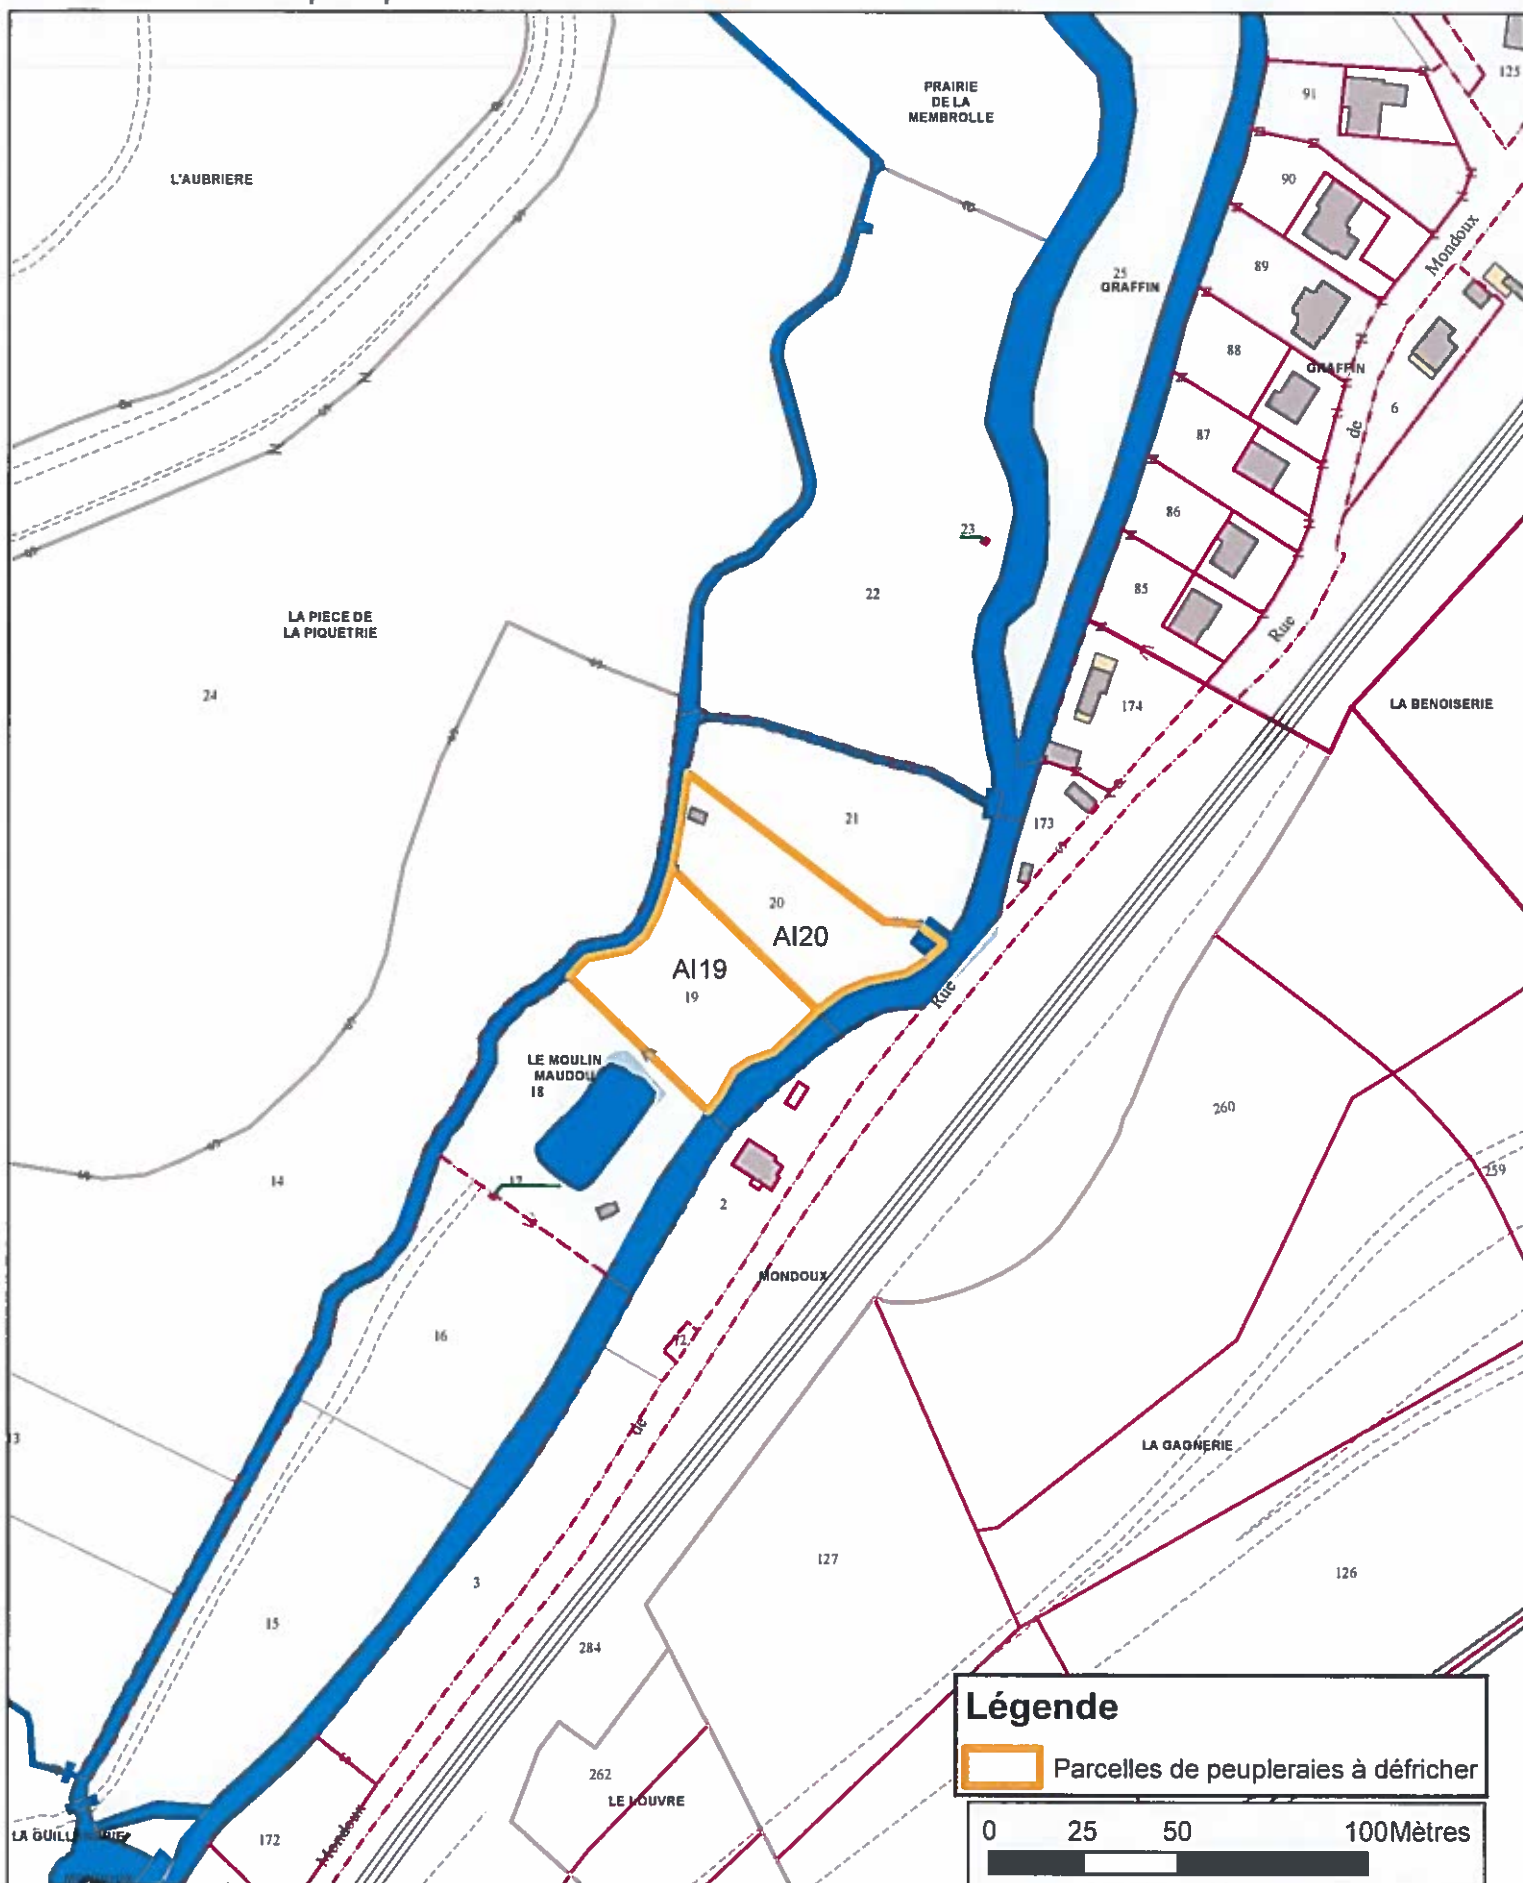 PRAIRIE
DE LA
MEMBROLLE
125
91
L'AUBRIERE
90
Mondoux
89
25
GRAFFIN
88
GRAFFIN
6
87
de
86
23
85
22
Rue
LA PIECE DE
LA PIQUETRIE
24
174
LA BENOISERIE
21
173
20
AI20
AI19
19
Rue
LE MOULIN
MAUDOU
18
260
259
14
17
2
MONDOUX
16
72
de
13
LA GAGNERIE
127
126
3
15
284
262
LE LOUVRE
172
Mondoux
Légende
Parcelles de peupleraies à défricher
0 25 50 100Mètres